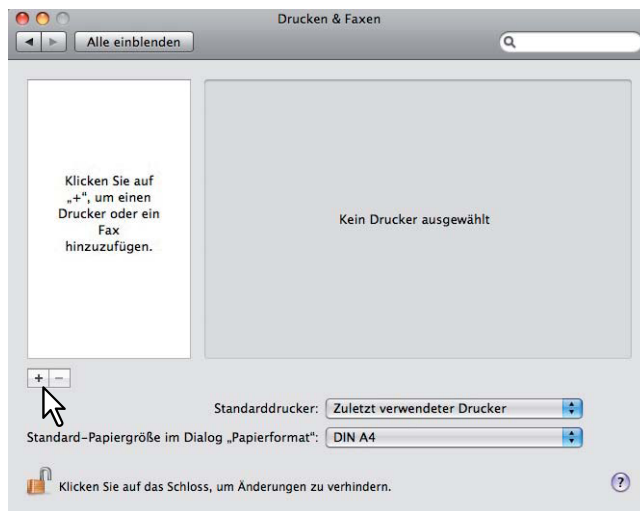 Drucken & Faxen
Alle einblenden
Klicken Sie auf
„+“, um einen
Drucker oder ein
Fax
hinzuzufügen.
Kein Drucker ausgewählt
+ −
Standarddrucker: Zuletzt verwendeter Drucker
Standard-Papiergröße im Dialog „Papierformat“: DIN A4
Klicken Sie auf das Schloss, um Änderungen zu verhindern.
?